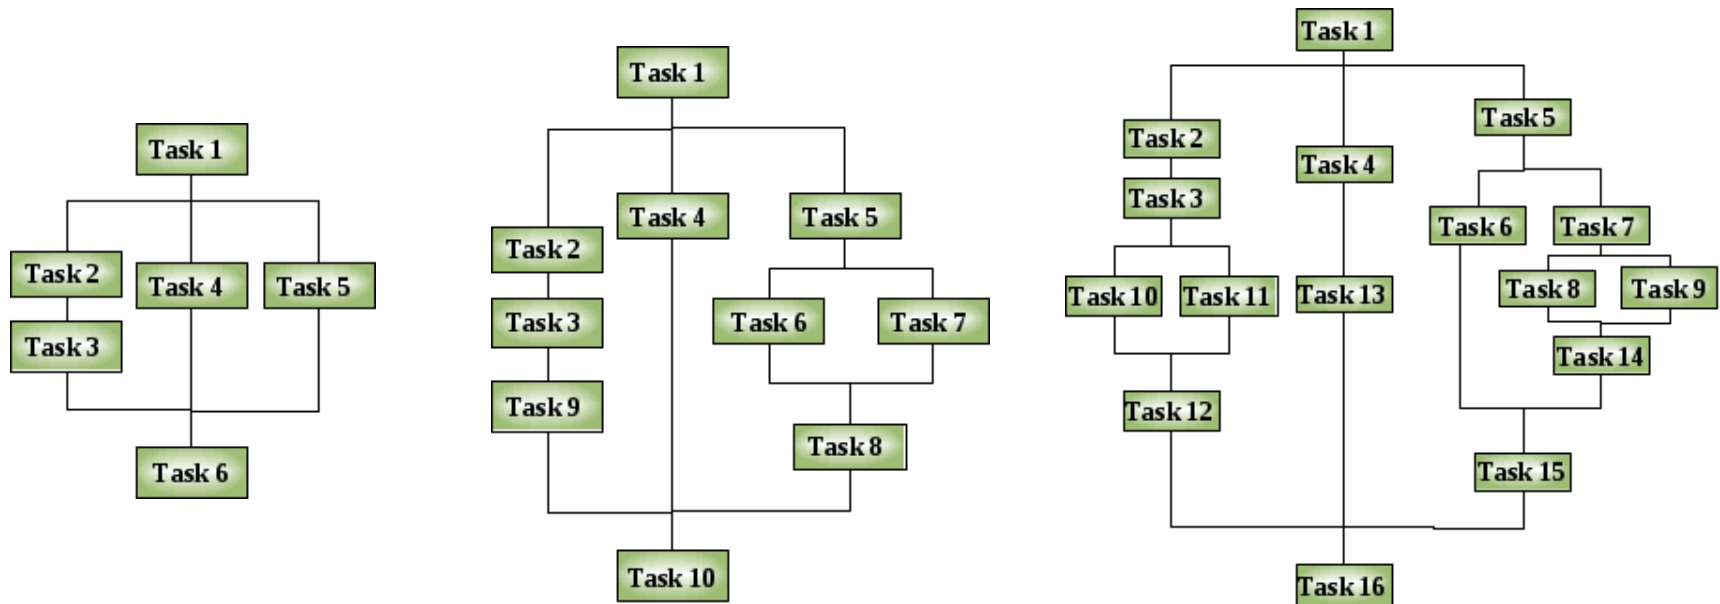 Task 1
Task 2
Task 4
Task 5
Task 3
Task 6
Task 1
Task 4
Task 5
Task 2
Task 3
Task 6
Task 7
Task 9
Task 8
Task 10
Task 1
Task 5
Task 2
Task 4
Task 3
Task 6
Task 7
Task 10
Task 11
Task 13
Task 8
Task 9
Task 14
Task 12
Task 15
Task 16